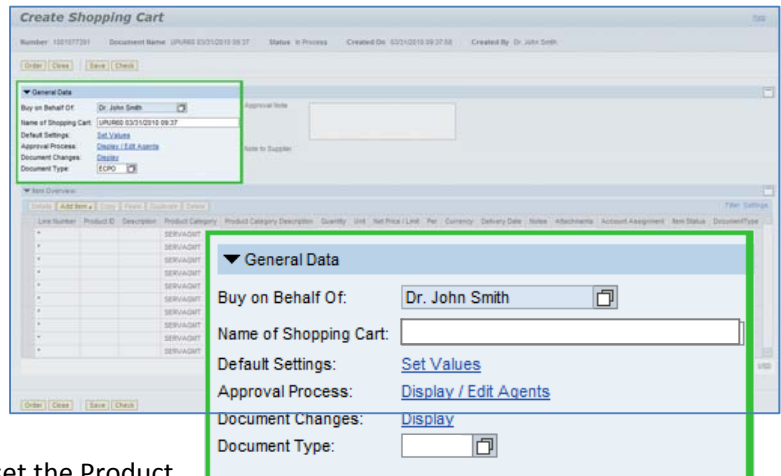 Create Shopping Cart
Help
Number 1001077391 Document Name UPUR60 03/31/2010 09:37 Status In Process Created On 03/31/2010 09:37:58 Created By Dr. John Smith
Order Close Save Check
General Data
Buy on Behalf Of: Dr. John Smith
Name of Shopping Cart: UPUR60 03/31/2010 09:37
Default Settings: Set Values
Approval Process: Display / Edit Agents
Document Changes: Display
Document Type: ECPO
Approval Note
Note to Supplier
Item Overview
Details Add Item Copy Paste Duplicate Delete Filter Settings
Line Number Product ID Description Product Category Product Category Description Quantity Unit Net Price / Limit Per Currency Delivery Date Notes Attachments Account Assignment Item Status DocumentType
* SERVAGMT
* SERVAGMT
* SERVAGMT
* SERVAGMT
* SERVAGMT
* SERVAGMT
* SERVAGMT
* SERVAGMT
* SERVAGMT
* SERVAGMT
USD
Order Close Save Check
General Data
Buy on Behalf Of: Dr. John Smith
Name of Shopping Cart:
Default Settings: Set Values
Approval Process: Display / Edit Agents
Document Changes: Display
Document Type:
set the Product